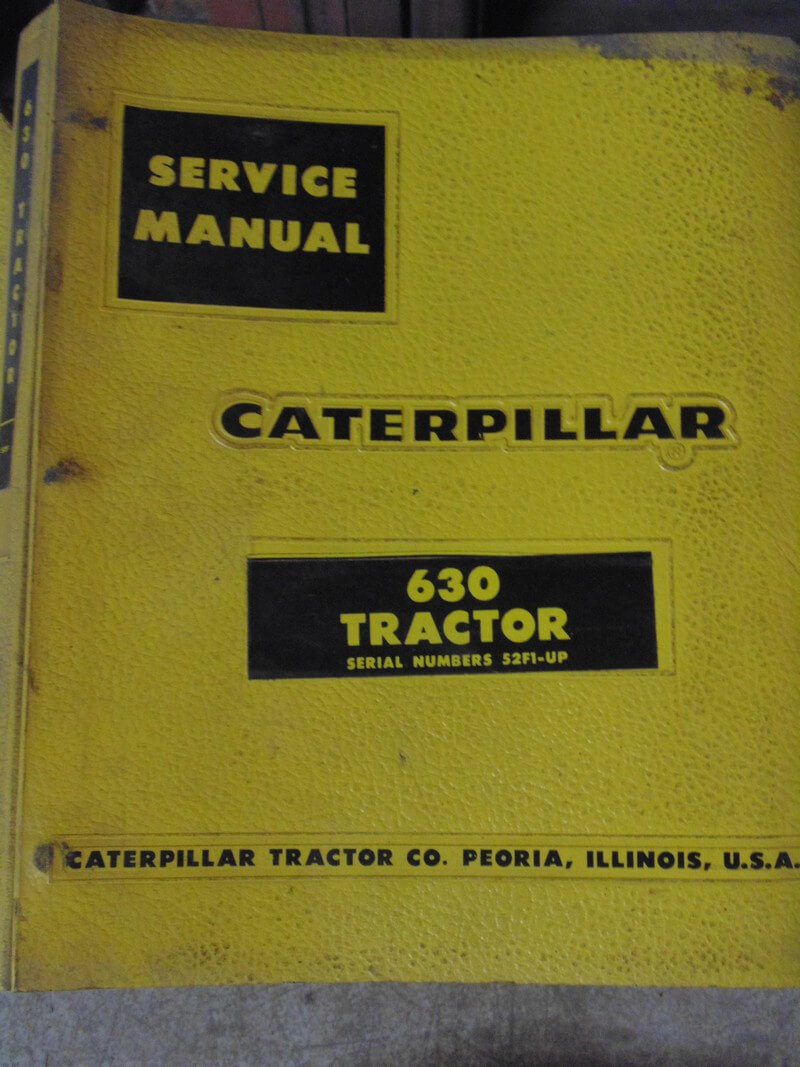 630 TRACTOR
SERVICE
MANUAL
CATERPILLAR
®
630
TRACTOR
SERIAL NUMBERS 52F1-UP
CATERPILLAR TRACTOR CO. PEORIA, ILLINOIS, U.S.A.